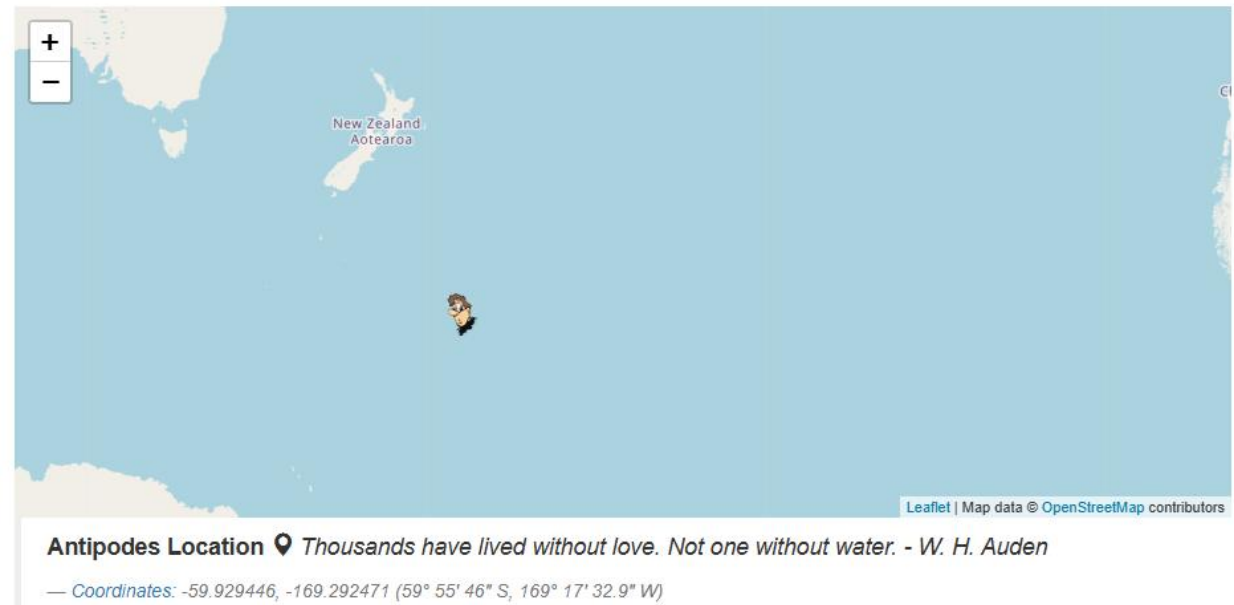 +
−
New Zealand
Aotearoa
Leaflet | Map data © OpenStreetMap contributors
Antipodes Location Thousands have lived without love. Not one without water. - W. H. Auden
— Coordinates: -59.929446, -169.292471 (59° 55' 46" S, 169° 17' 32.9" W)